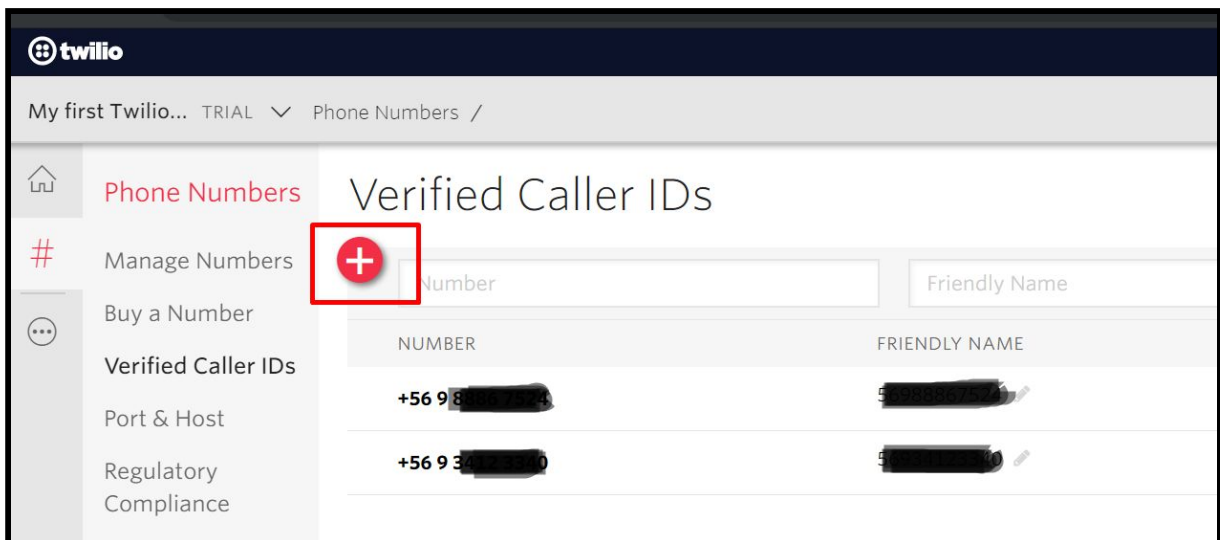 twilio
My first Twilio... TRIAL Phone Numbers /
Phone Numbers
Verified Caller IDs
#
Manage Numbers
+
Number
Friendly Name
Buy a Number
NUMBER
FRIENDLY NAME
Verified Caller IDs
+56 9
Port & Host
+56 9
Regulatory
Compliance